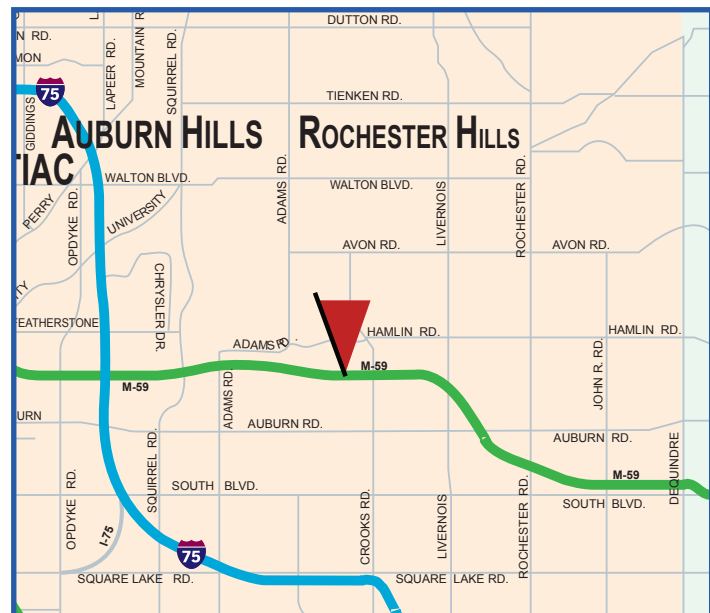 DUTTON RD.
N RD.
MON
GIDDINGS
LAPEER RD.
MOUNTAIN R
SQUIRREL RD.
75
TIENKEN RD.
AUBURN HILLS
ROCHESTER HILLS
TIAC
WALTON BLVD.
WALTON BLVD.
PERRY
OPDYKE RD.
UNIVERSITY
ADAMS RD.
LIVERNOIS
ROCHESTER RD.
AVON RD.
AVON RD.
CHRYSLER DR.
TY
FEATHERSTONE
ADAMS RD.
HAMLIN RD.
HAMLIN RD.
M-59
M-59
ADAMS RD.
JOHN R. RD.
URN
AUBURN RD.
AUBURN RD.
SQUIRREL RD.
OPDYKE RD.
SOUTH BLVD.
M-59
DEQUINDRE
SOUTH BLVD.
I-75
75
CROOKS RD.
LIVERNOIS
ROCHESTER RD.
SQUARE LAKE RD.
SQUARE LAKE RD.